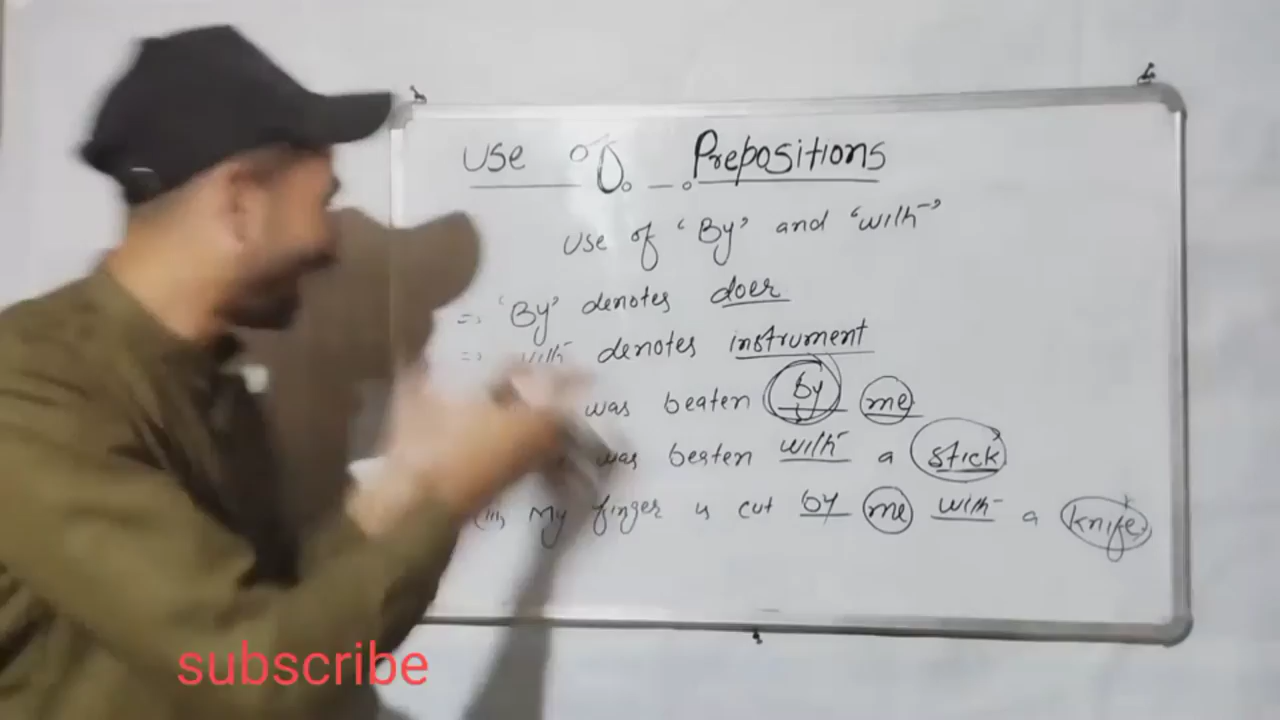 Use of Prepositions
Use of 'By' and 'with'
=> 'By' denotes doer
=> with denotes instrument
was beaten by me
was beaten with a stick
(iii) My finger is cut by me with a knife.
subscribe